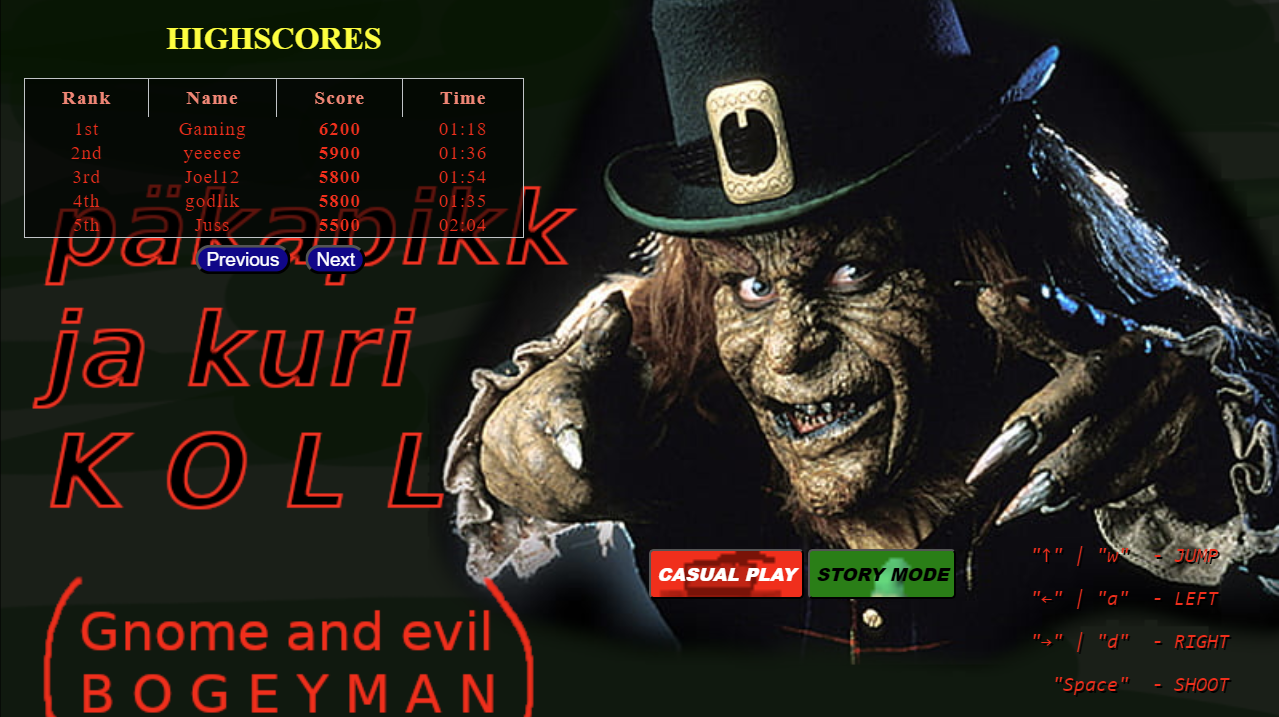 HIGHSCORES
Rank Name Score Time
1st Gaming 6200 01:18
2nd yeeeee 5900 01:36
3rd Joel12 5800 01:54
4th godlik 5800 01:35
5th Juss 5500 02:04
päkapikk
Previous Next
ja kuri
K O L L
(Gnome and evil
B O G E Y M A N)
CASUAL PLAY STORY MODE
"↑" | "w" - JUMP
"←" | "a" - LEFT
"→" | "d" - RIGHT
"Space" - SHOOT